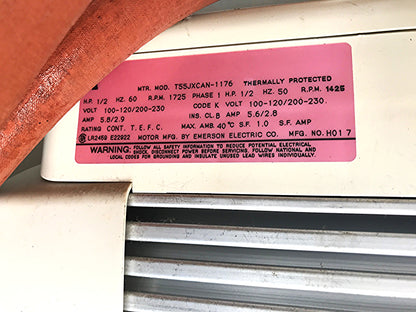 MTR. MOD. T55JXCAN-1176 THERMALLY PROTECTED
H.P. 1/2 HZ. 60 R.P.M. 1725 PHASE 1 H.P. 1/2 HZ. 50 R.P.M. 1425
VOLT 100-120/200-230 CODE K VOLT 100-120/200-230.
AMP 5.8/2.9 INS. CL.B AMP 5.6/2.8
RATING CONT. T.E.F.C. MAX. AMB. 40°C S.F. 1.0 S.F. AMP
LR2459 E22922 MOTOR MFG. BY EMERSON ELECTRIC CO. MFG. NO. H017
WARNING: FOLLOW ALL SAFETY INFORMATION TO REDUCE POTENTIAL ELECTRICAL
SHOCK. DISCONNECT POWER BEFORE SERVICING. FOLLOW NATIONAL AND
LOCAL CODES FOR GROUNDING AND INSULATE UNUSED LEAD WIRES INDIVIDUALLY.